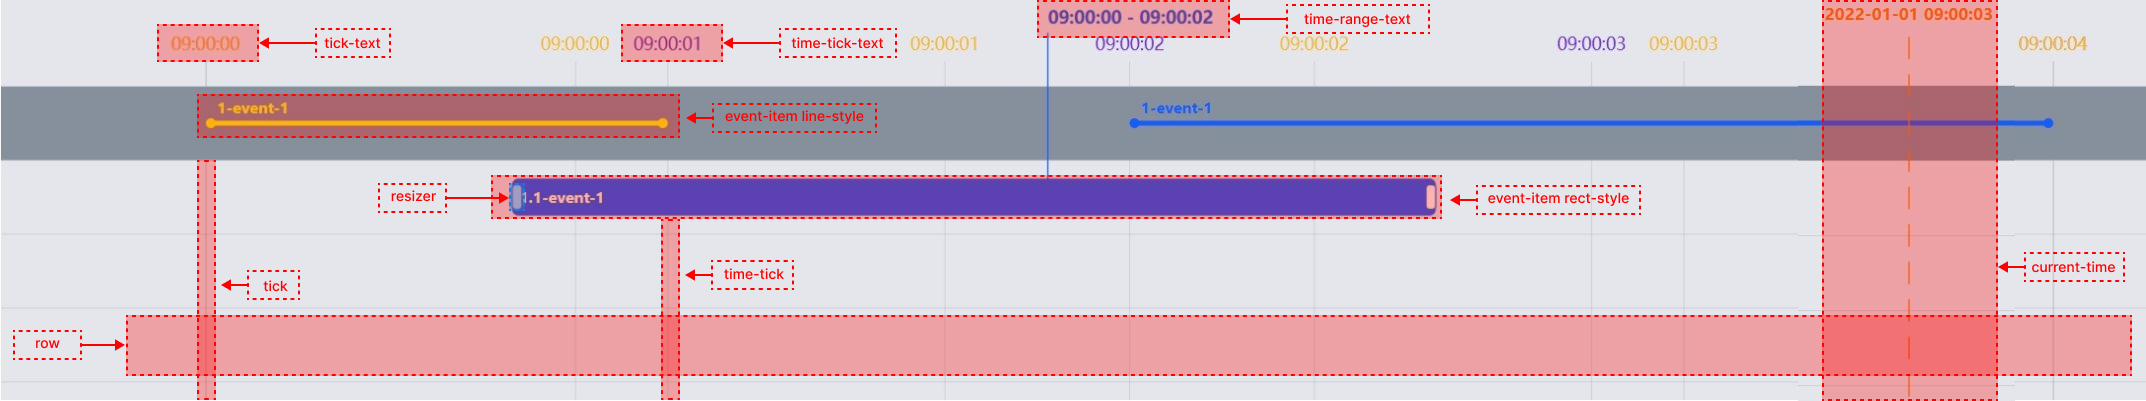 09:00:00 - 09:00:02
time-range-text
2022-01-01 09:00:03
09:00:00
tick-text
09:00:00
09:00:01
time-tick-text
09:00:01
09:00:02
09:00:02
09:00:03
09:00:03
09:00:04
1-event-1
event-item line-style
1-event-1
resizer
.1-event-1
event-item rect-style
tick
time-tick
current-time
row